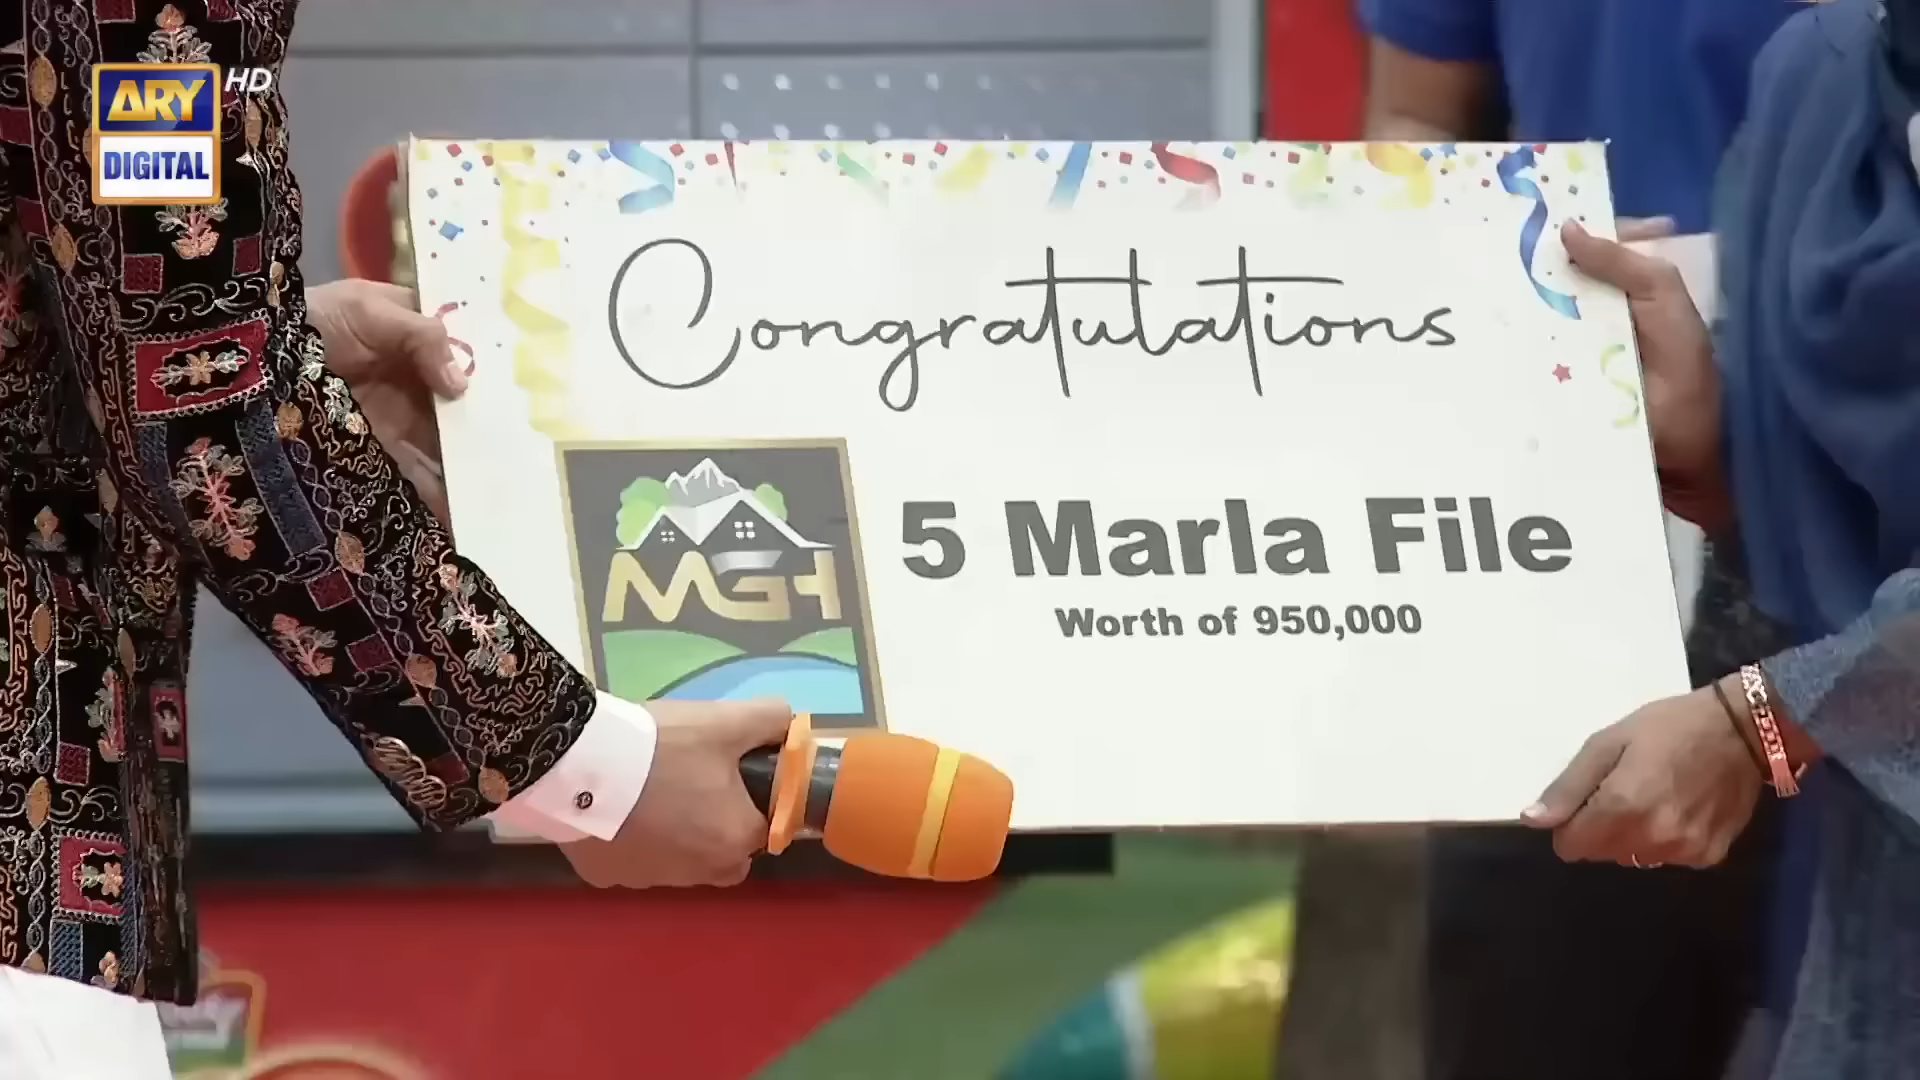 ARY HD
DIGITAL
Congratulations
MGH
5 Marla File
Worth of 950,000